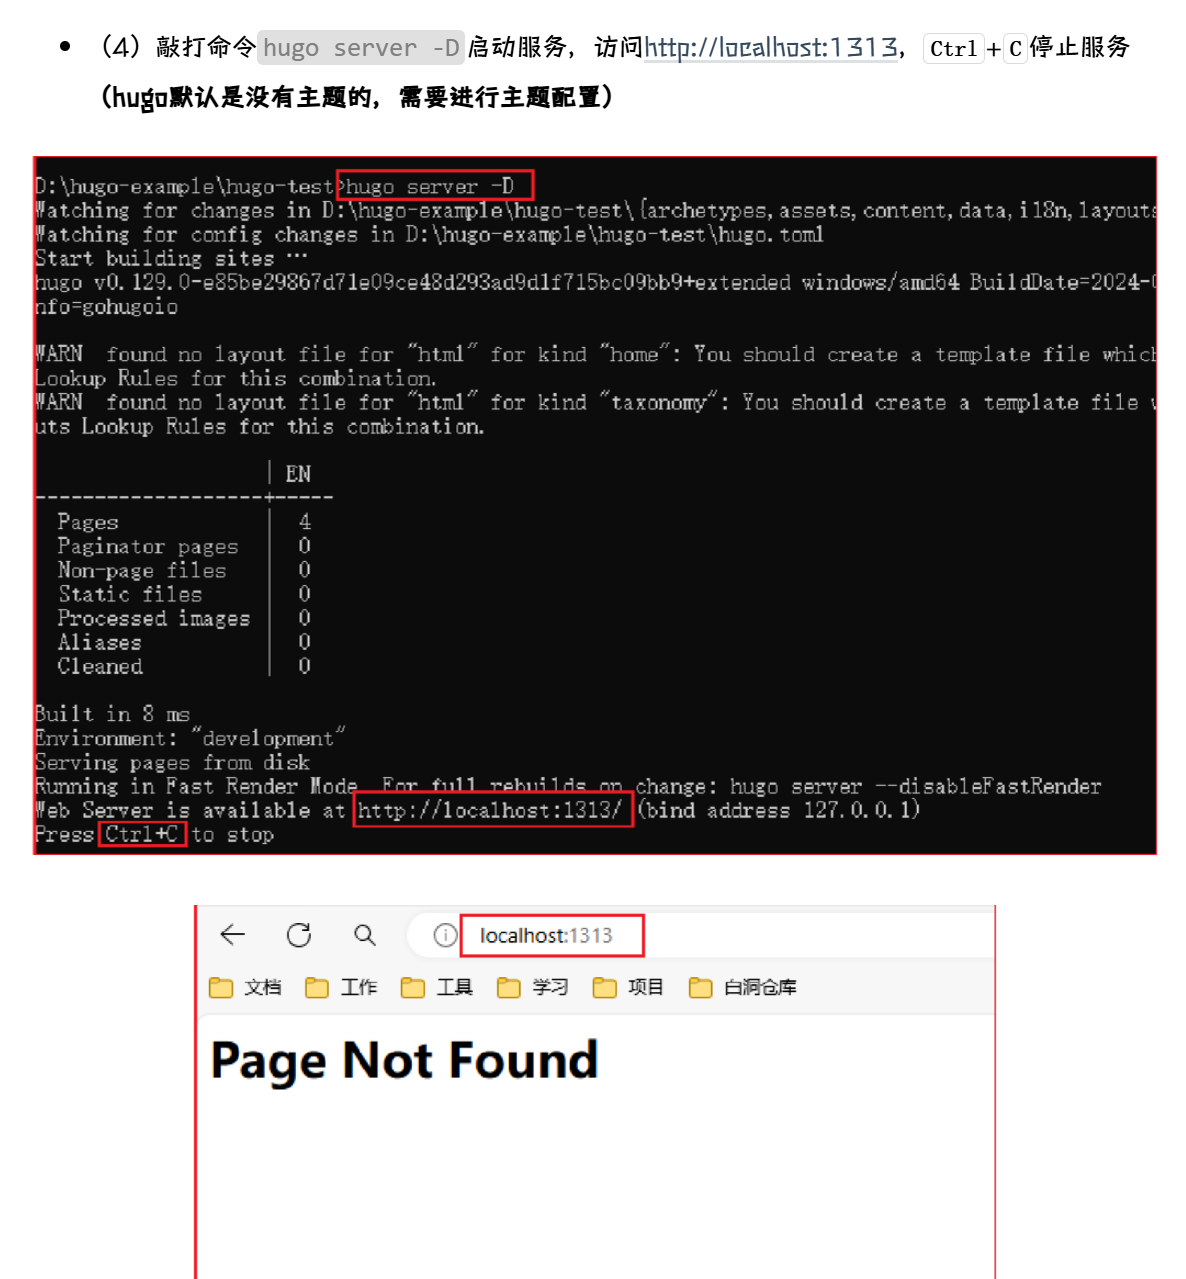 （4）敲打命令 hugo server -D 启动服务，访问http://localhost:1313， Ctrl+C 停止服务
（hugo默认是没有主题的，需要进行主题配置）
D:\hugo-example\hugo-test>hugo server -D
Watching for changes in D:\hugo-example\hugo-test\{archetypes,assets,content,data,i18n,layouts
Watching for config changes in D:\hugo-example\hugo-test\hugo.toml
Start building sites …
hugo v0.129.0-e85be29867d71e09ce48d293ad9d1f715bc09bb9+extended windows/amd64 BuildDate=2024-0
nfo=gohugoio
WARN  found no layout file for "html" for kind "home": You should create a template file which
Lookup Rules for this combination.
WARN  found no layout file for "html" for kind "taxonomy": You should create a template file
uts Lookup Rules for this combination.
| EN
-------------------+-----
Pages | 4
Paginator pages | 0
Non-page files | 0
Static files | 0
Processed images | 0
Aliases | 0
Cleaned | 0
Built in 8 ms
Environment: "development"
Serving pages from disk
Running in Fast Render Mode. For full rebuilds on change: hugo server --disableFastRender
Web Server is available at http://localhost:1313/ (bind address 127.0.0.1)
Press Ctrl+C to stop
localhost:1313
文档 工作 工具 学习 项目 白洞仓库
Page Not Found